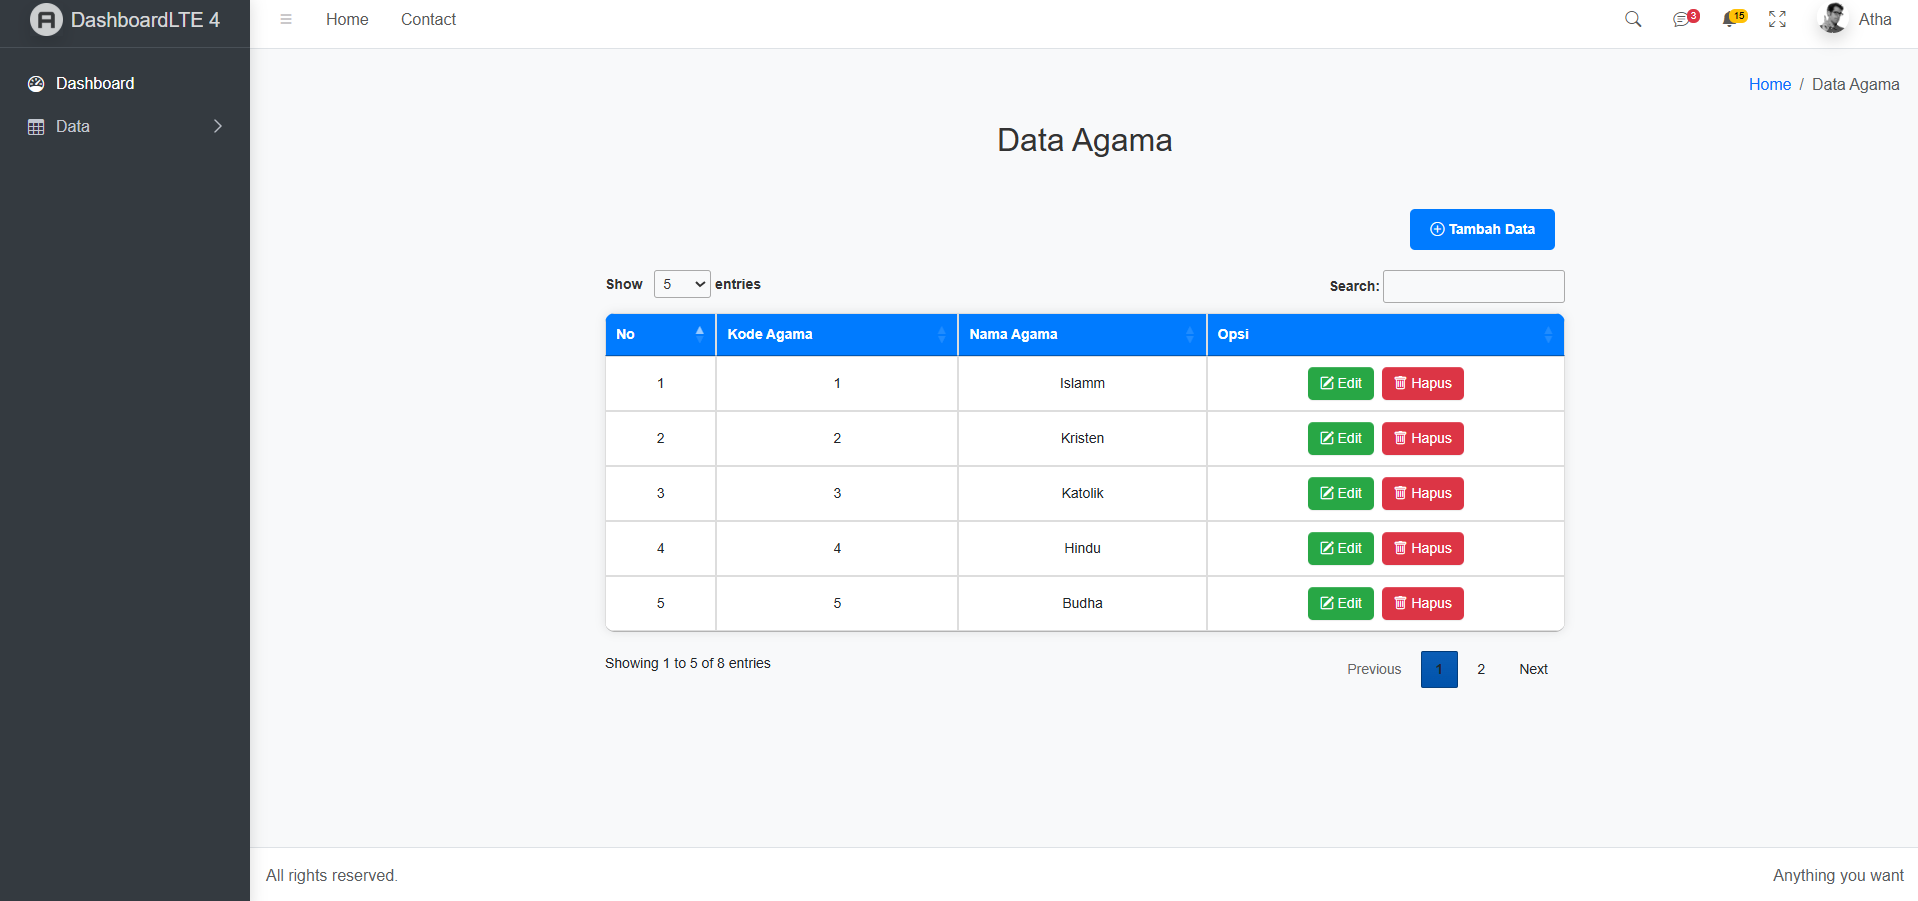 DashboardLTE 4
Home Contact
3
15
Atha
Dashboard
Data
Home / Data Agama
Data Agama
Tambah Data
Show 5 entries
Search:
No Kode Agama Nama Agama Opsi
1 1 Islamm Edit Hapus
2 2 Kristen Edit Hapus
3 3 Katolik Edit Hapus
4 4 Hindu Edit Hapus
5 5 Budha Edit Hapus
Showing 1 to 5 of 8 entries
Previous 1 2 Next
All rights reserved.
Anything you want